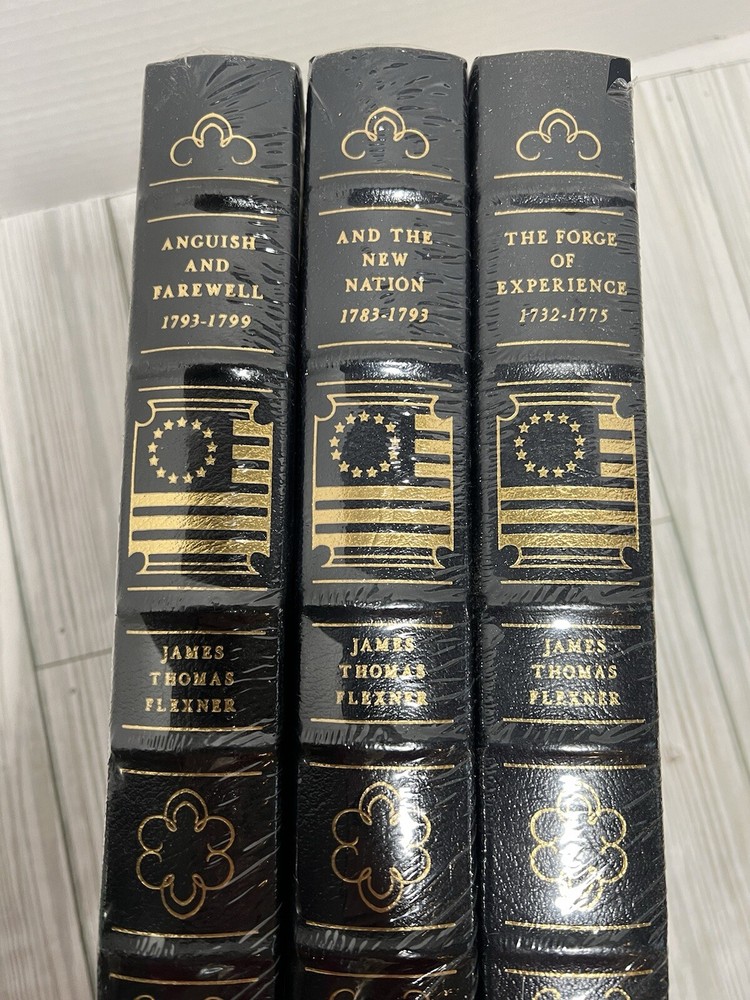 ANGUISH
AND
FAREWELL
1793-1799
JAMES
THOMAS
FLEXNER
AND THE
NEW
NATION
1783-1793
JAMES
THOMAS
FLEXNER
THE FORGE
OF
EXPERIENCE
1732-1775
JAMES
THOMAS
FLEXNER